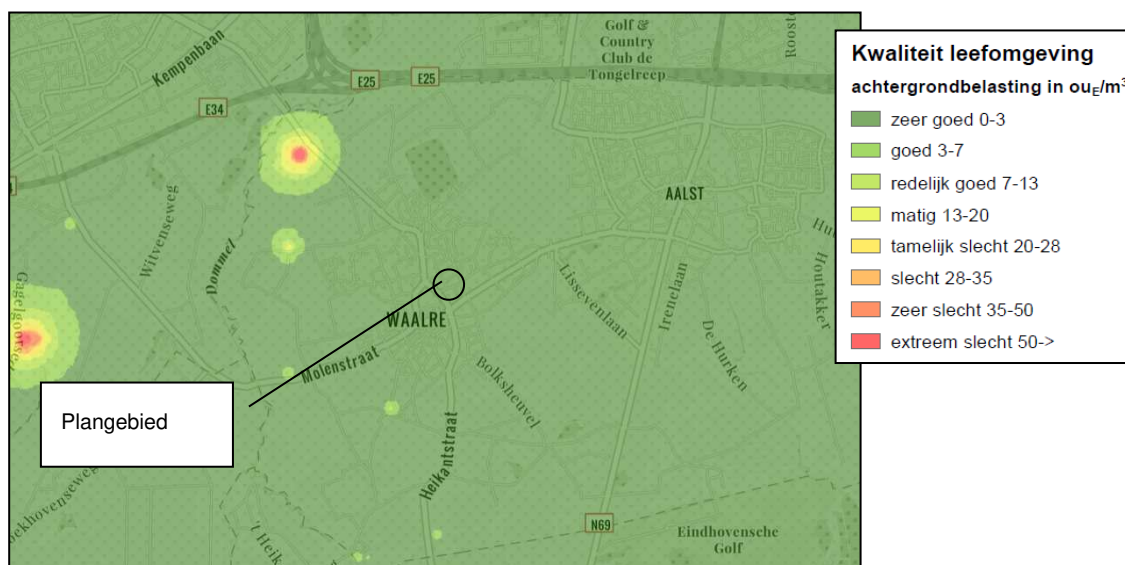 Golf &
Country
Club de
Tongelreep
Kempenbaan
E25
E25
E34
AALST
Witvenseweg
Dommel
Lissevenlaan
Irenelaan
Houtakker
WAALRE
Molenstraat
De Hurken
Bolksheuvel
Heikantstraat
N69
Eindhovensche
Golf
Plangebied
Kwaliteit leefomgeving
achtergrondbelasting in ouE/m³
zeer goed 0-3
goed 3-7
redelijk goed 7-13
matig 13-20
tamelijk slecht 20-28
slecht 28-35
zeer slecht 35-50
extreem slecht 50->